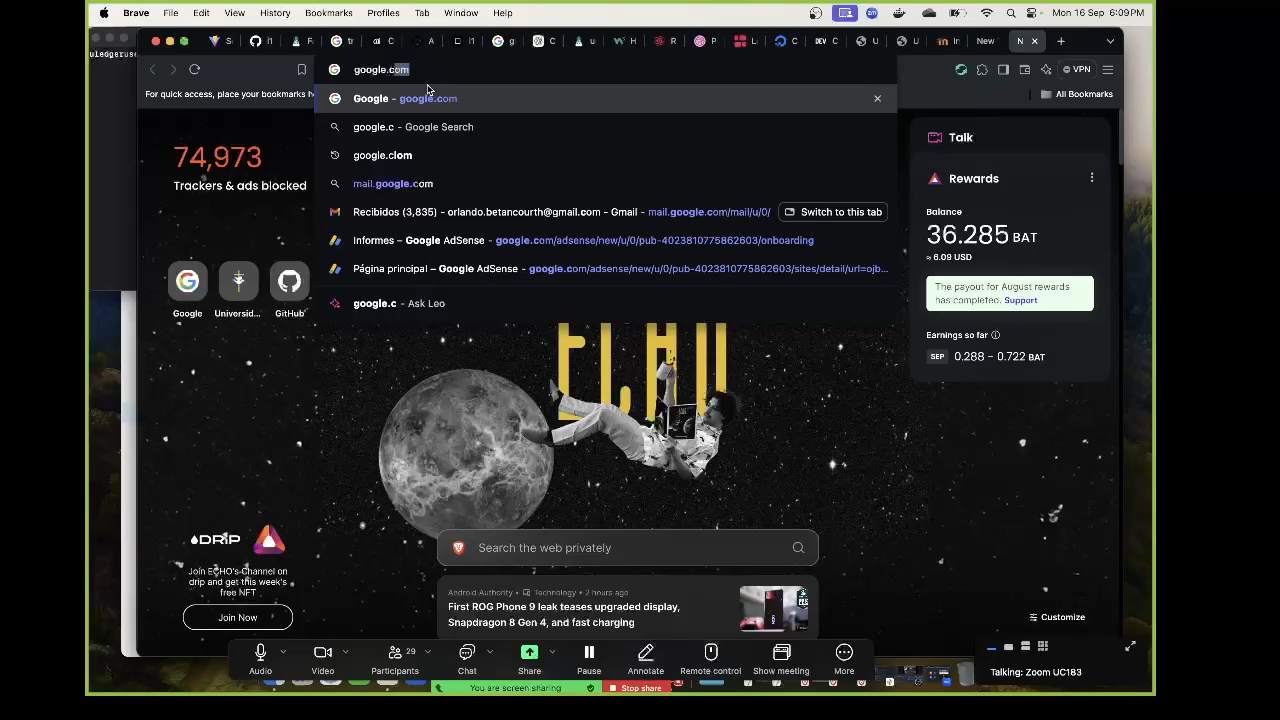 Brave File Edit View History Bookmarks Profiles Tab Window Help Mon 16 Sep 6:09 PM
uledgeruse
google.com
VPN
For quick access, place your bookmarks h
All Bookmarks
Google - google.com
google.c - Google Search
google.clom
mail.google.com
Recibidos (3,835) - orlando.betancourth@gmail.com - Gmail - mail.google.com/mail/u/0/ Switch to this tab
Informes – Google AdSense - google.com/adsense/new/u/0/pub-4023810775862603/onboarding
Página principal – Google AdSense - google.com/adsense/new/u/0/pub-4023810775862603/sites/detail/url=ojb...
google.c - Ask Leo
74,973
Trackers & ads blocked
Google Universid... GitHub
Talk
Rewards
Balance
36.285 BAT
≈ 6.09 USD
The payout for August rewards
has completed. Support
Earnings so far
SEP 0.288 – 0.722 BAT
ECHO
DRiP
Join ECHO's Channel on
drip and get this week's
free NFT
Join Now
Search the web privately
Android Authority • Technology • 2 hours ago
First ROG Phone 9 leak teases upgraded display,
Snapdragon 8 Gen 4, and fast charging
Customize
29
Audio Video Participants Chat Share Pause Annotate Remote control Show meeting More
Talking: Zoom UC183
You are screen sharing Stop share